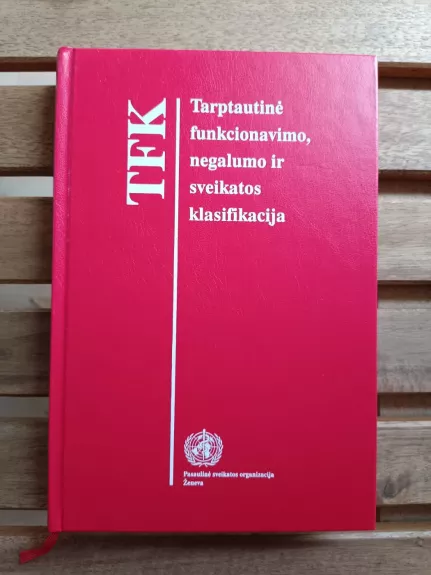 TFK
Tarptautinė
funkcionavimo,
negalumo ir
sveikatos
klasifikacija
Pasaulinė sveikatos organizacija
Ženeva